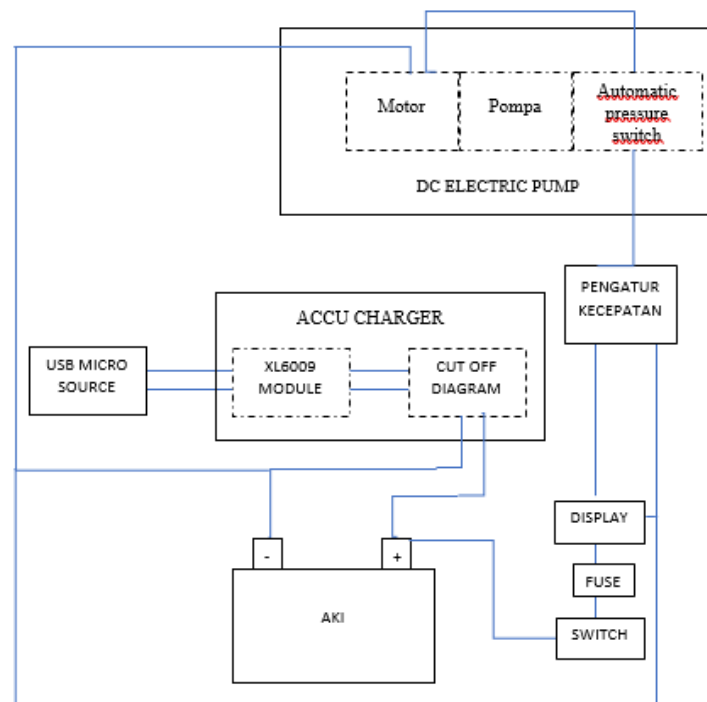 Motor
Pompa
Automatic
pressure
switch
DC ELECTRIC PUMP
PENGATUR
KECEPATAN
ACCU CHARGER
USB MICRO
SOURCE
XL6009
MODULE
CUT OFF
DIAGRAM
DISPLAY
-
+
FUSE
AKI
SWITCH